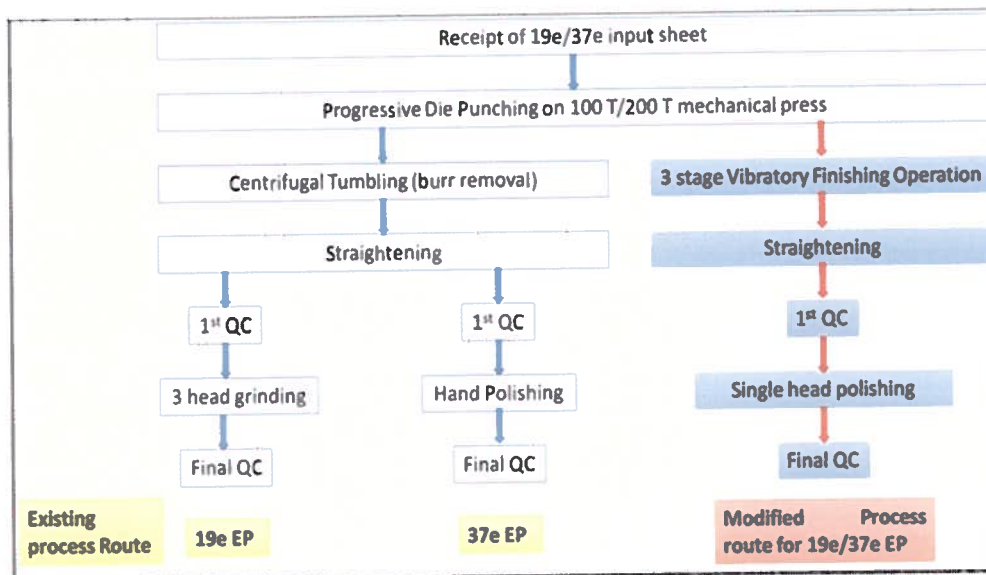 Receipt of 19e/37e input sheet
Progressive Die Punching on 100 T/200 T mechanical press
Centrifugal Tumbling (burr removal)
3 stage Vibratory Finishing Operation
Straightening
Straightening
1st QC
1st QC
1st QC
3 head grinding
Hand Polishing
Single head polishing
Final QC
Final QC
Final QC
Existing
process Route
19e EP
37e EP
Modified Process
route for 19e/37e EP